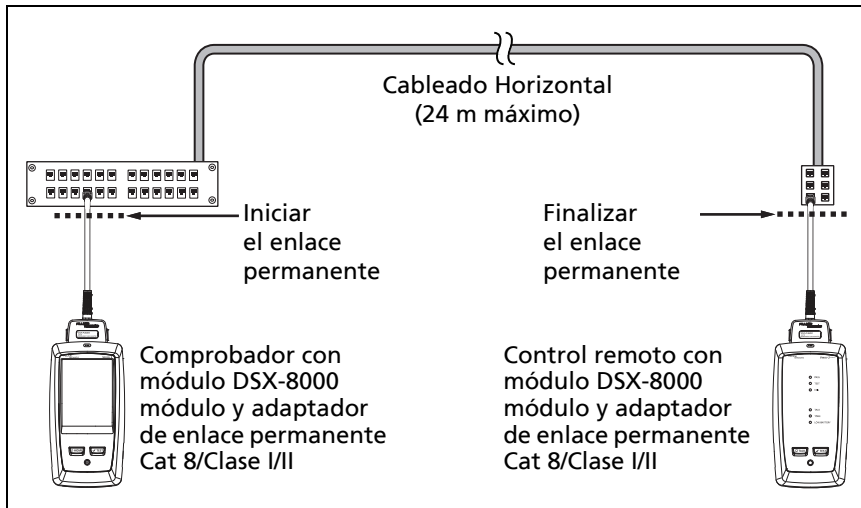 Cableado Horizontal
(24 m máximo)
Iniciar
el enlace
permanente
Finalizar
el enlace
permanente
Comprobador con
módulo DSX-8000
módulo y adaptador
de enlace permanente
Cat 8/Clase I/II
Control remoto con
módulo DSX-8000
módulo y adaptador
de enlace permanente
Cat 8/Clase I/II